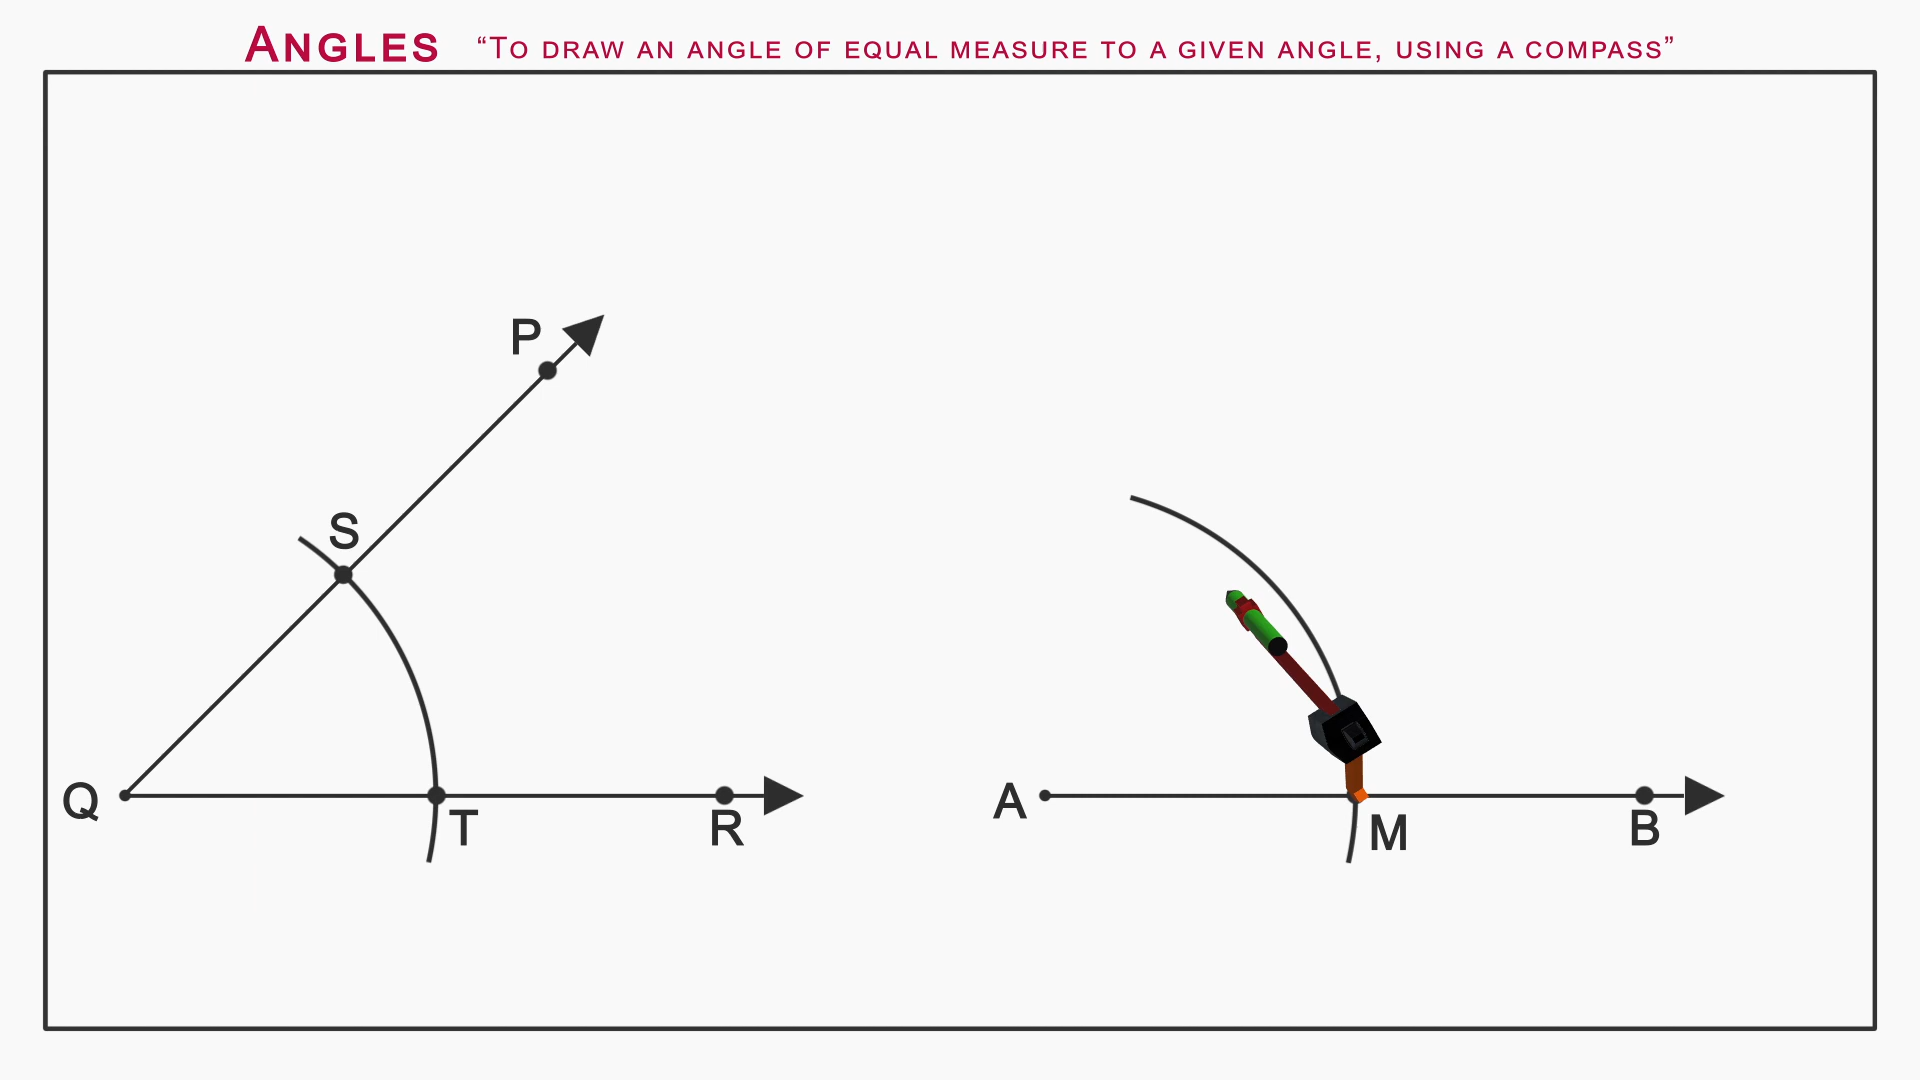 Angles “To draw an angle of equal measure to a given angle, using a compass”
P
S
Q
T
R
A
M
B